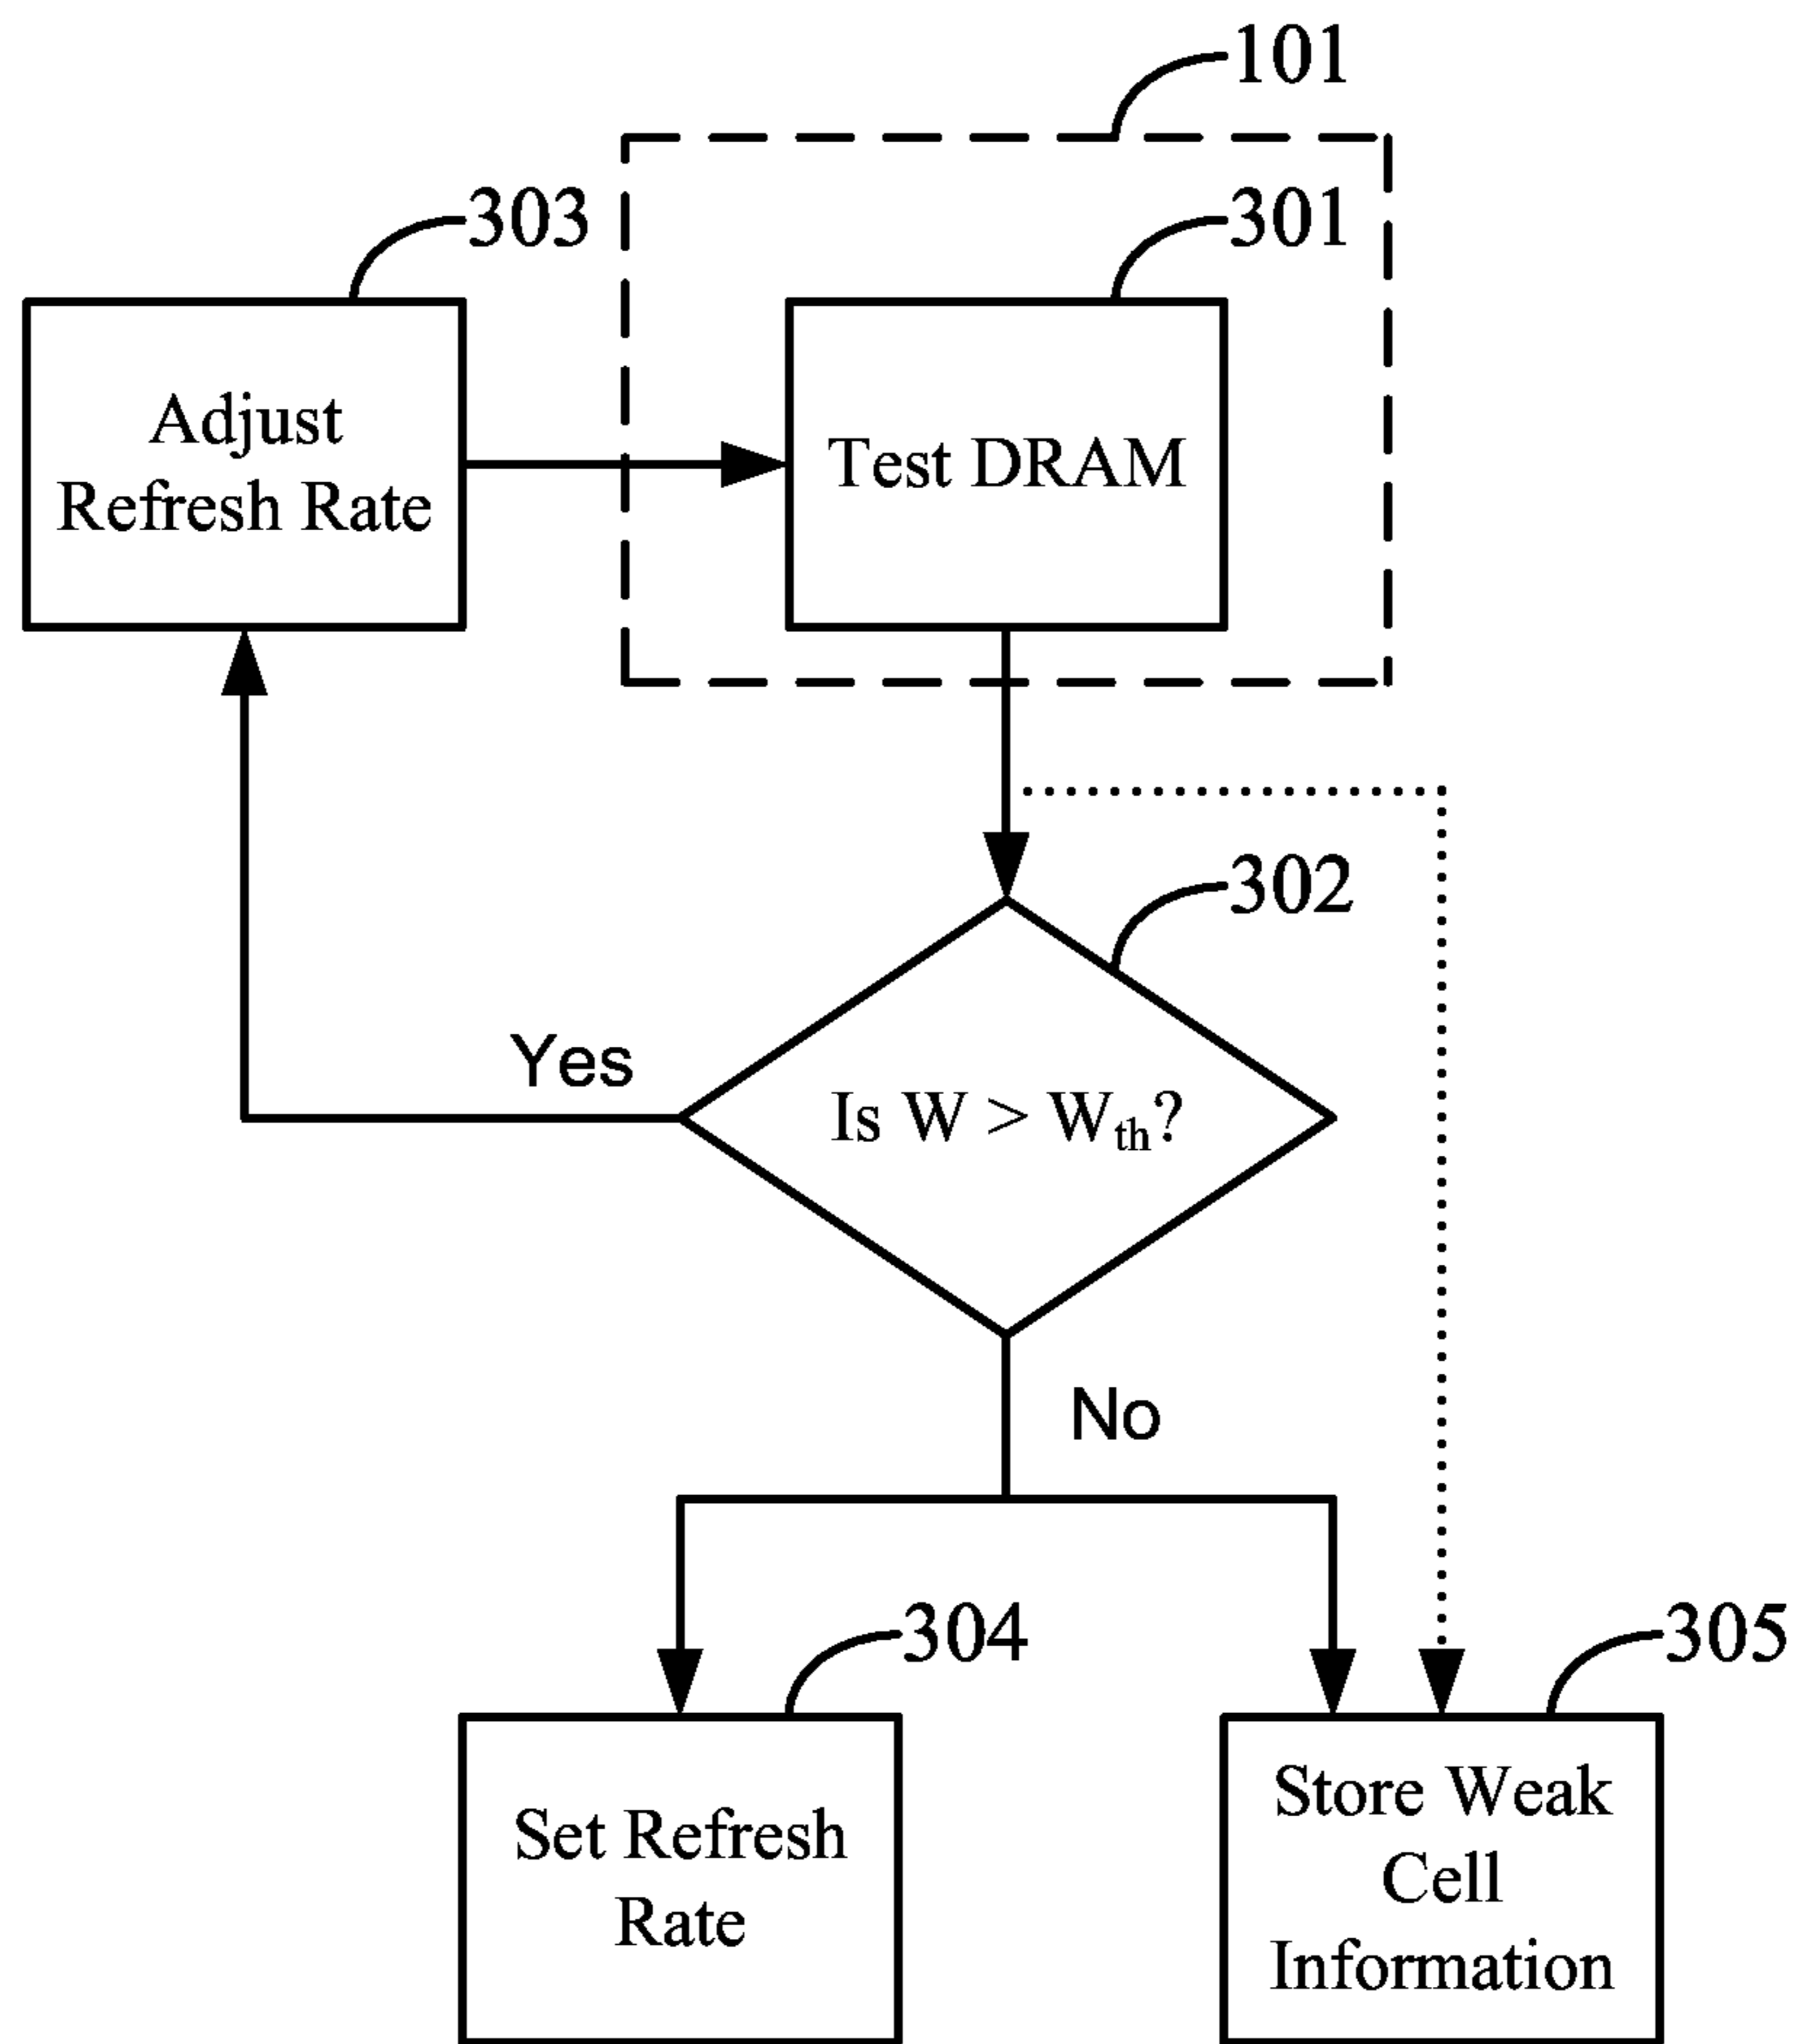 101
303
301
Adjust
Refresh Rate
Test DRAM
302
Yes
Is W > Wth?
No
304
305
Set Refresh
Rate
Store Weak
Cell
Information